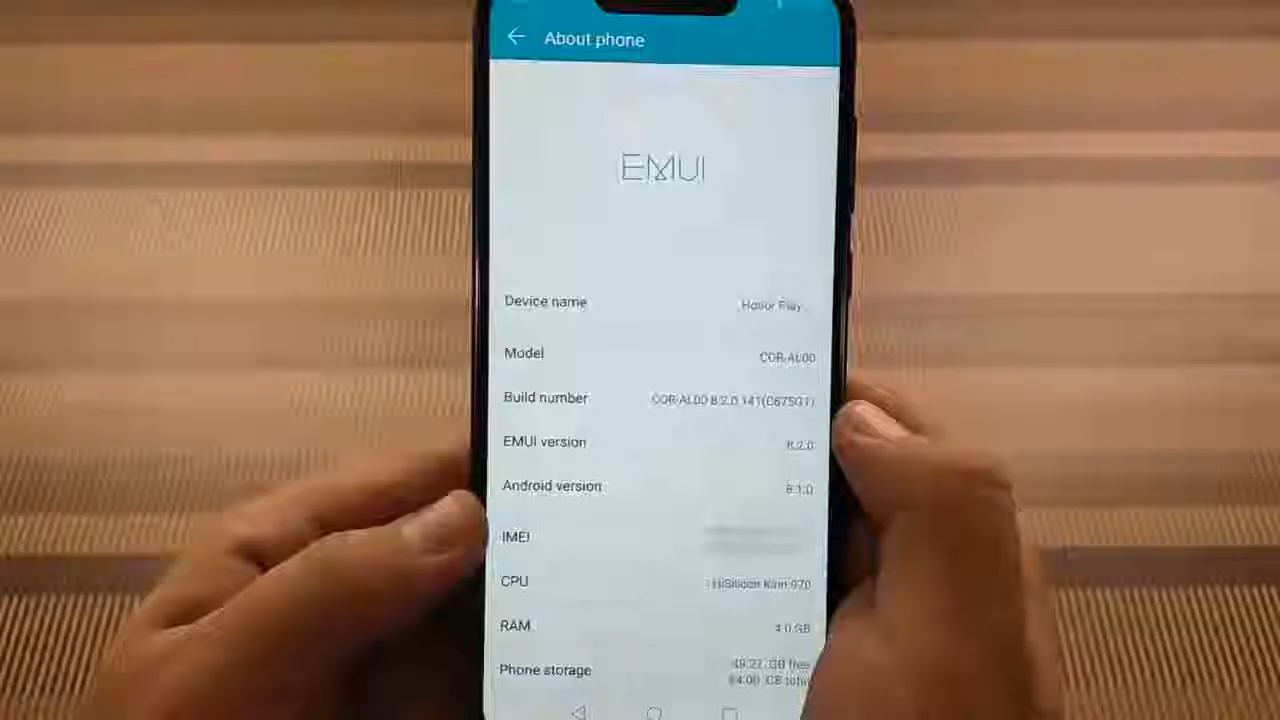 About phone
EMUI
Device name Honor Play
Model COR-AL00
Build number COR-AL00 8.2.0.141(C675
EMUI version 8.2.0
Android version 8.1.0
IMEI
CPU HiSilicon Kirin 970
RAM 4.0 GB
Phone storage 49.27 GB free
64.00 GB total